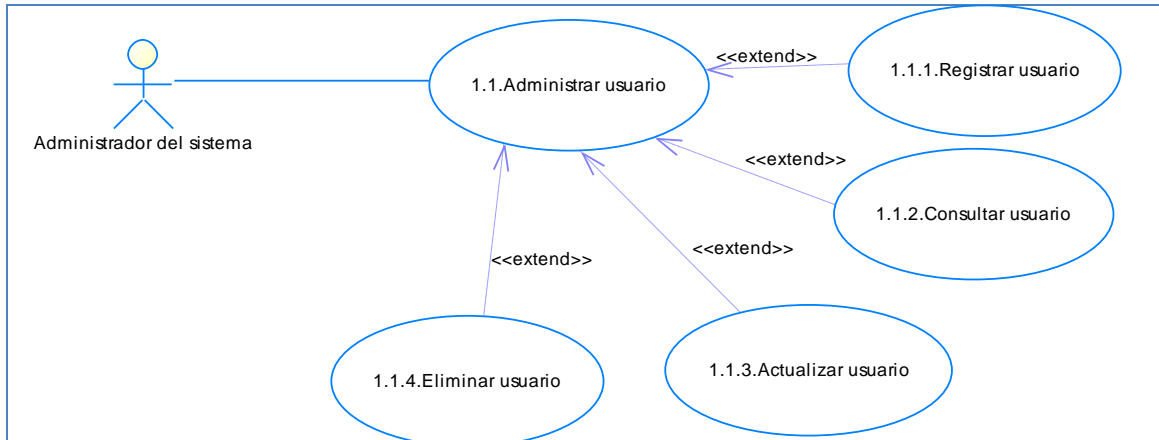 <<extend>>
1.1.1.Registrar usuario
1.1.Administrar usuario
Administrador del sistema
<<extend>>
1.1.2.Consultar usuario
<<extend>>
<<extend>>
1.1.3.Actualizar usuario
1.1.4.Eliminar usuario